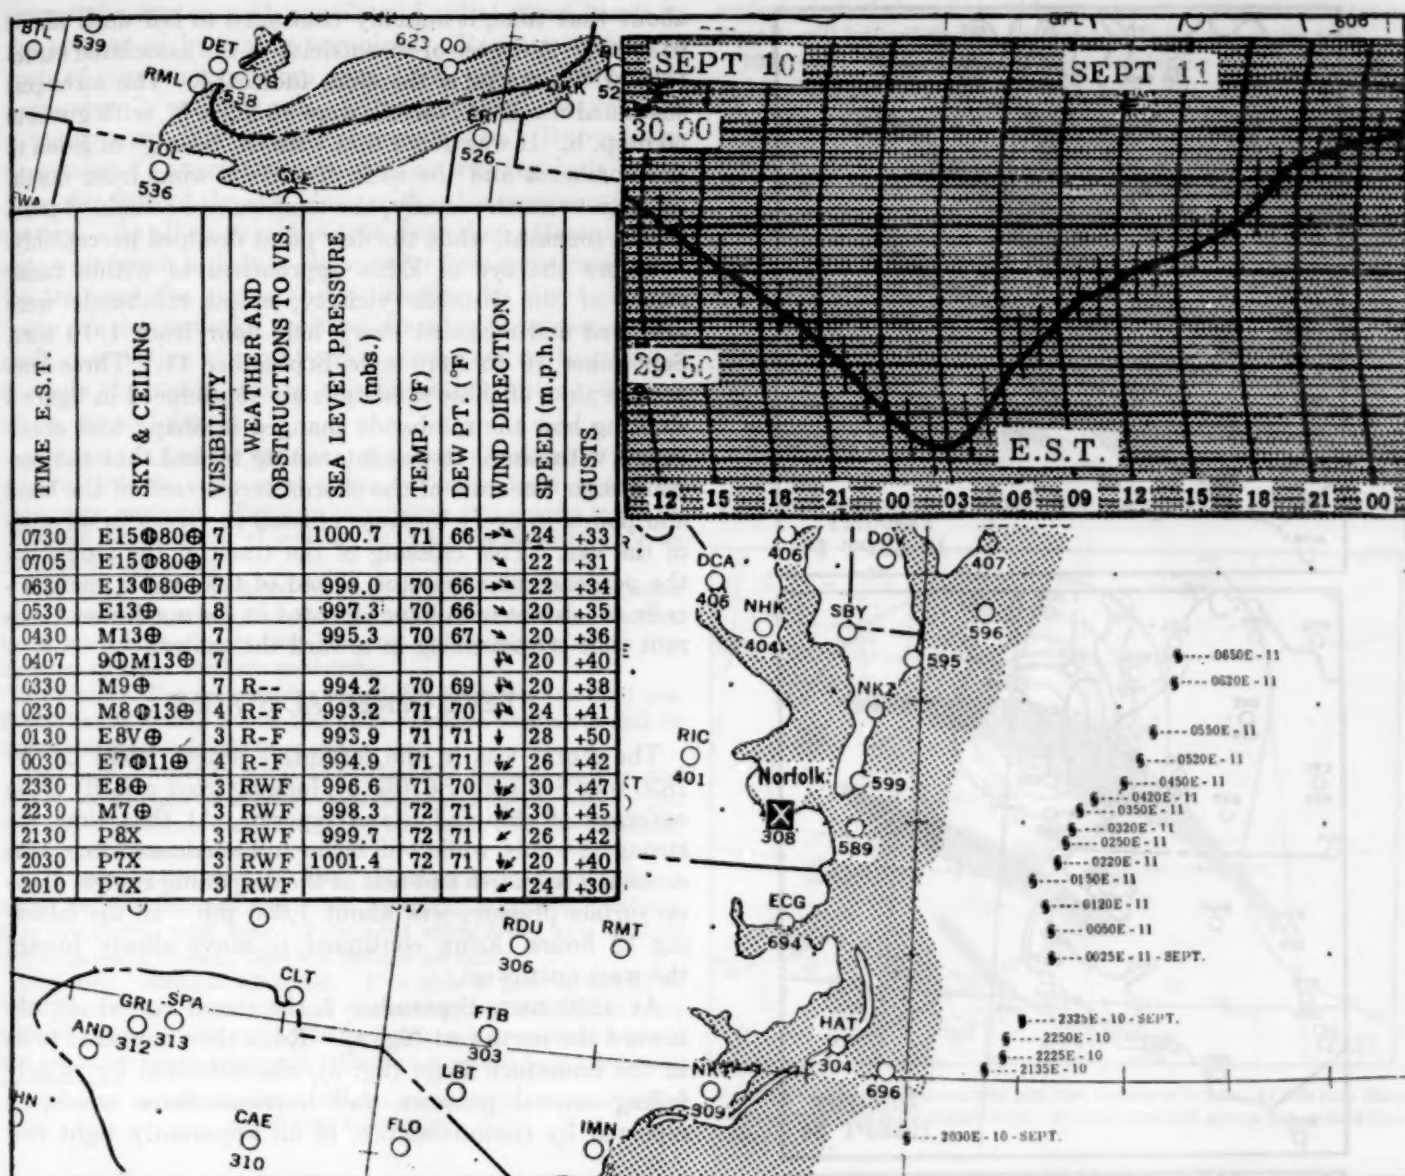 BTL
539
DET
RML
VG
538
TOL
536
CLE
623
QO
ERI
526
DKK
GPL
606
SEPT 10
SEPT 11
30.00
29.50
E.S.T.
12 15 18 21 00 03 06 09 12 15 18 21 00
TIME E.S.T.
SKY & CEILING
VISIBILITY
WEATHER AND
OBSTRUCTIONS TO VIS.
SEA LEVEL PRESSURE
(mbs.)
TEMP. (°F)
DEW PT. (°F)
WIND DIRECTION
SPEED (m.p.h.)
GUSTS
0730 E15⦶80⊕ 7 1000.7 71 66 →↘ 24 +33
0705 E15⦶80⊕ 7 ↘ 22 +31
0630 E13⦶80⊕ 7 999.0 70 66 →↘ 22 +34
0530 E13⊕ 8 997.3 70 66 ↘ 20 +35
0430 M13⊕ 7 995.3 70 67 ↘ 20 +36
0407 9⦶M13⊕ 7 ↓↘ 20 +40
0330 M9⊕ 7 R-- 994.2 70 69 ↓↘ 20 +38
0230 M8⦶13⊕ 4 R-F 993.2 71 70 ↓↘ 24 +41
0130 E8V⊕ 3 R-F 993.9 71 71 ↓ 28 +50
0030 E7⦶11⊕ 4 R-F 994.9 71 71 ↓↙ 26 +42
2330 E8⊕ 3 RWF 996.6 71 70 ↓↙ 30 +47
2230 M7⊕ 3 RWF 998.3 72 71 ↓↙ 30 +45
2130 P8X 3 RWF 999.7 72 71 ↙ 26 +42
2030 P7X 3 RWF 1001.4 72 71 ↓↙ 20 +40
2010 P7X 3 RWF ↙ 24 +30
406
DOV
407
DCA
406
NHK
404
SBY
596
595
NKZ
RIC
401
599
Norfolk
308
589
ECG
694
HAT
304
696
NKT
309
IMN
RDU
306
RMT
CLT
GRL-SPA
312
313
AND
FTB
303
LBT
CAE
310
FLO
HN
0650E - 11
0620E - 11
0550E - 11
0520E - 11
0450E - 11
0420E - 11
0350E - 11
0320E - 11
0250E - 11
0220E - 11
0150E - 11
0120E - 11
0050E - 11
0025E - 11 - SEPT.
2325E - 10 - SEPT.
2250E - 10
2225E - 10
2135E - 10
2030E - 10 - SEPT.